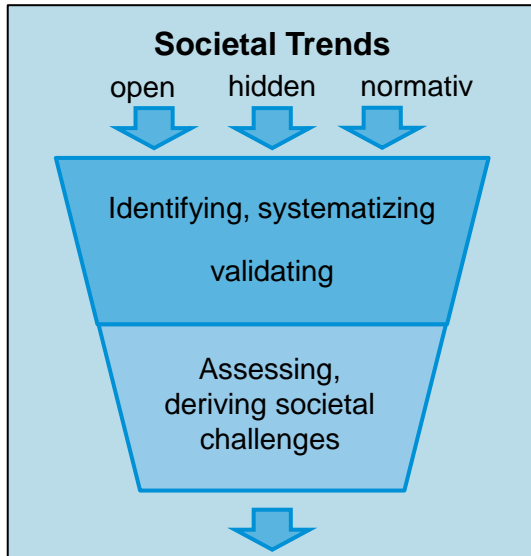 Societal Trends
open hidden normativ
Identifying, systematizing
validating
Assessing,
deriving societal
challenges